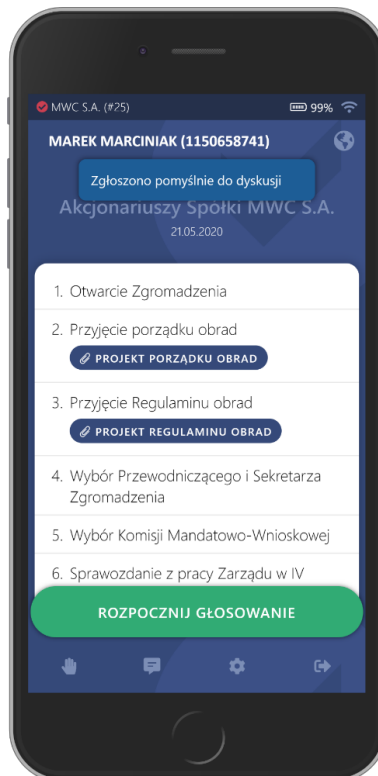 MWC S.A. (#25)
99%
MAREK MARCINIAK (1150658741)
Zgłoszono pomyślnie do dyskusji
Akcjonariuszy Spółki MWC S.A.
21.05.2020
1. Otwarcie Zgromadzenia
2. Przyjęcie porządku obrad
PROJEKT PORZĄDKU OBRAD
3. Przyjęcie Regulaminu obrad
PROJEKT REGULAMINU OBRAD
4. Wybór Przewodniczącego i Sekretarza
Zgromadzenia
5. Wybór Komisji Mandatowo-Wnioskowej
6. Sprawozdanie z pracy Zarządu w IV
ROZPOCZNIJ GŁOSOWANIE